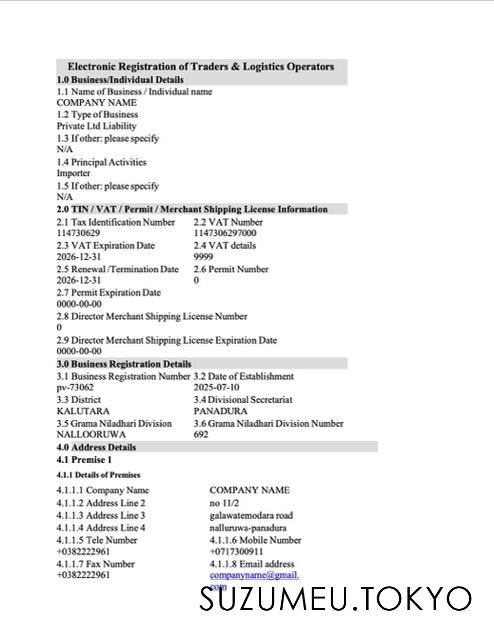 Electronic Registration of Traders & Logistics Operators
1.0 Business/Individual Details
1.1 Name of Business / Individual name
COMPANY NAME
1.2 Type of Business
Private Ltd Liability
1.3 If other: please specify
N/A
1.4 Principal Activities
Importer
1.5 If other: please specify
N/A
2.0 TIN / VAT / Permit / Merchant Shipping License Information
2.1 Tax Identification Number 2.2 VAT Number
114730629 1147306297000
2.3 VAT Expiration Date 2.4 VAT details
2026-12-31 9999
2.5 Renewal /Termination Date 2.6 Permit Number
2026-12-31 0
2.7 Permit Expiration Date
0000-00-00
2.8 Director Merchant Shipping License Number
0
2.9 Director Merchant Shipping License Expiration Date
0000-00-00
3.0 Business Registration Details
3.1 Business Registration Number 3.2 Date of Establishment
pv-73062 2025-07-10
3.3 District 3.4 Divisional Secretariat
KALUTARA PANADURA
3.5 Grama Niladhari Division 3.6 Grama Niladhari Division Number
NALLOORUWA 692
4.0 Address Details
4.1 Premise 1
4.1.1 Details of Premises
4.1.1.1 Company Name COMPANY NAME
4.1.1.2 Address Line 2 no 11/2
4.1.1.3 Address Line 3 galawatemodara road
4.1.1.4 Address Line 4 nalluruwa-panadura
4.1.1.5 Tele Number 4.1.1.6 Mobile Number
+0382222961 +0717300911
4.1.1.7 Fax Number 4.1.1.8 Email address
+0382222961 companyname@gmail.
com
SUZUMEU.TOKYO